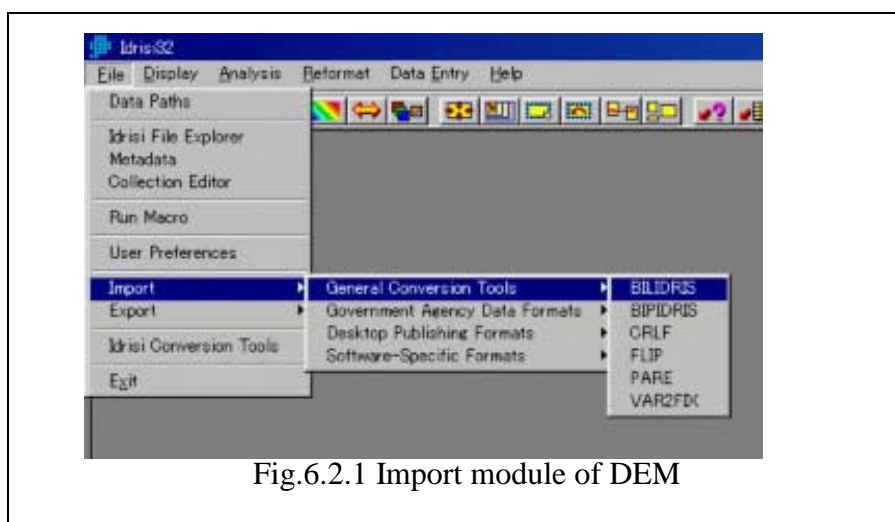 Idrisi32
File Display Analysis Reformat Data Entry Help
Data Paths
Idrisi File Explorer
Metadata
Collection Editor
Run Macro
User Preferences
Import
Export
Idrisi Conversion Tools
Exit
General Conversion Tools
Government Agency Data Formats
Desktop Publishing Formats
Software-Specific Formats
BILIDRIS
BIPIDRIS
CRLF
FLIP
PARE
VAR2FIX
Fig.6.2.1 Import module of DEM